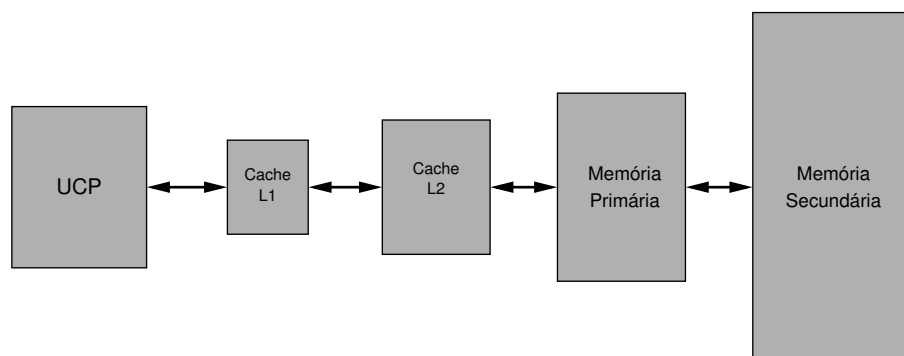 UCP
Cache
L1
Cache
L2
Memória
Primária
Memória
Secundária